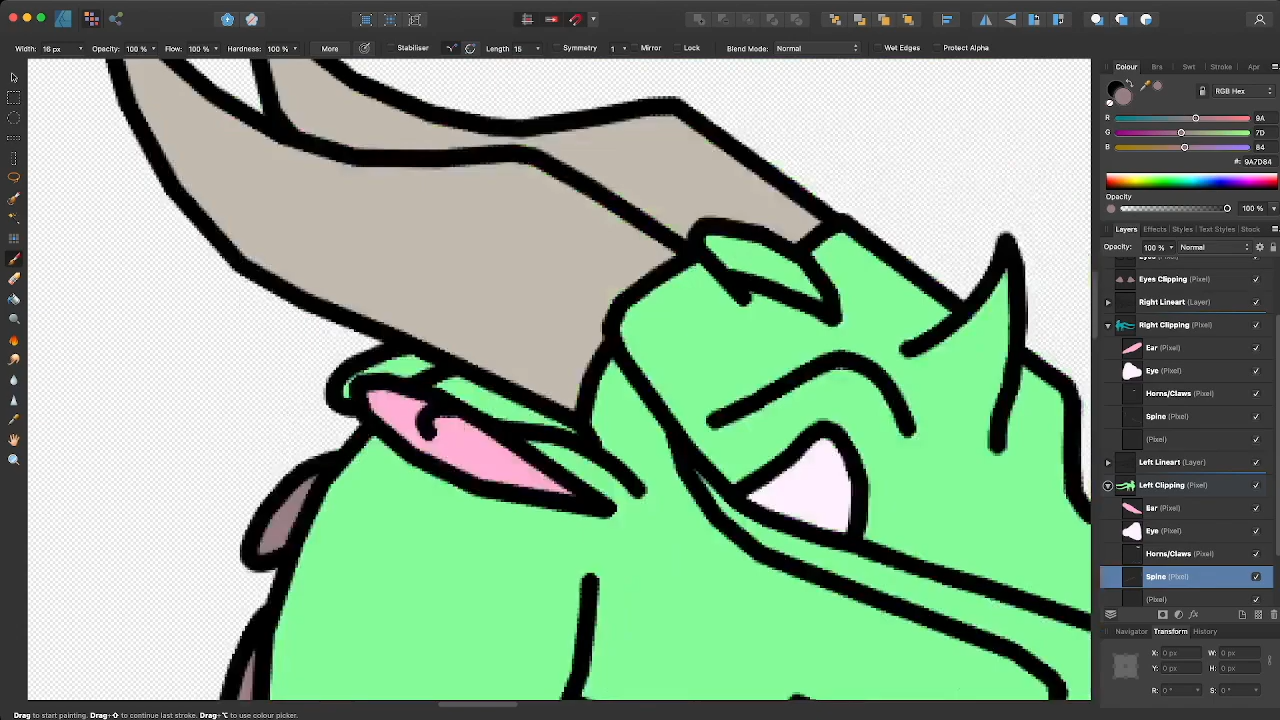 Width: 16 px Opacity: 100 % Flow: 100 % Hardness: 100 % More Stabiliser Length 15 Symmetry 1 Mirror Lock Blend Mode: Normal Wet Edges Protect Alpha
Colour Brs Swt Stroke Apr
RGB Hex
R 9A
G 7D
B 84
#: 9A7D84
Opacity
100 %
Layers Effects Styles Text Styles Stock
Opacity: 100 % Normal
Eyes Clipping (Pixel)
Right Lineart (Layer)
Right Clipping (Pixel)
Ear (Pixel)
Eye (Pixel)
Horns/Claws (Pixel)
Spine (Pixel)
(Pixel)
Left Lineart (Layer)
Left Clipping (Pixel)
Ear (Pixel)
Eye (Pixel)
Horns/Claws (Pixel)
Spine (Pixel)
(Pixel)
Navigator Transform History
X: 0 px W: 0 px
Y: 0 px H: 0 px
R: 0 ° S: 0 °
Drag to start painting. Drag+⇧ to continue last stroke. Drag+⌥ to use colour picker.